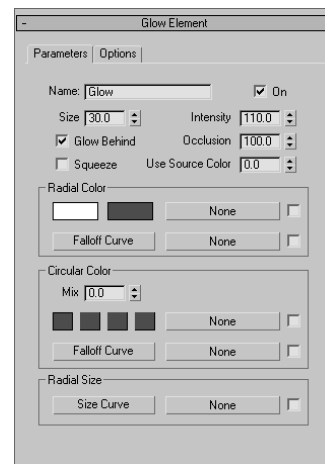 - Glow Element
Parameters Options
Name: Glow On
Size 30.0 Intensity 110.0
Glow Behind Occlusion 100.0
Squeeze Use Source Color 0.0
Radial Color
None
Falloff Curve None
Circular Color
Mix 0.0
None
Falloff Curve None
Radial Size
Size Curve None